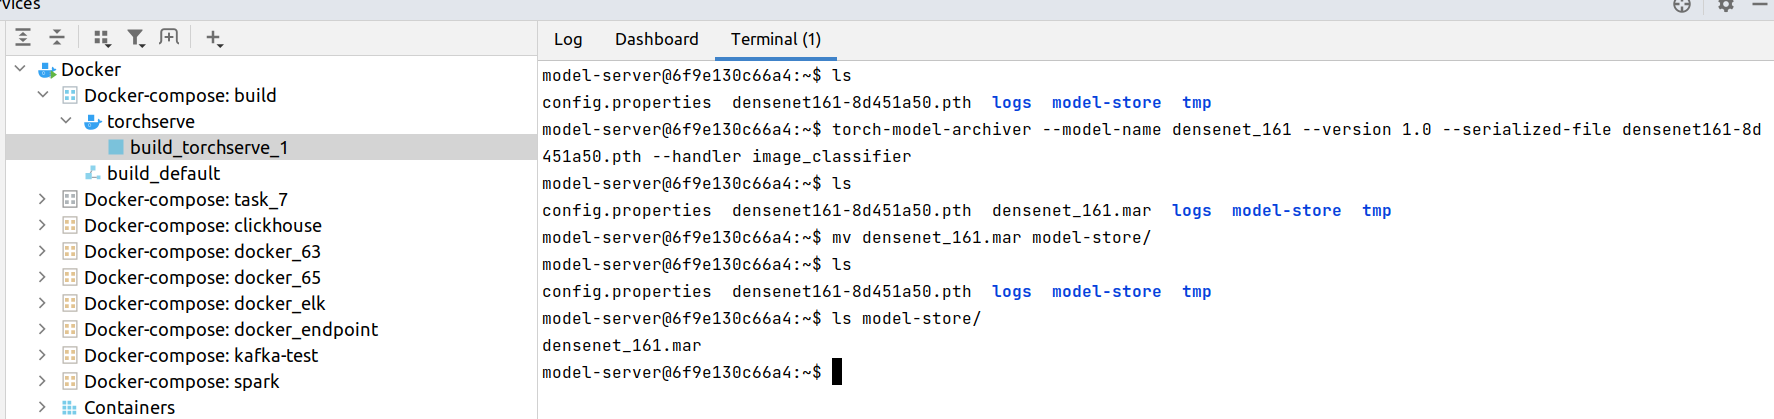 rvices
Log Dashboard Terminal (1)
Docker
Docker-compose: build
torchserve
build_torchserve_1
build_default
Docker-compose: task_7
Docker-compose: clickhouse
Docker-compose: docker_63
Docker-compose: docker_65
Docker-compose: docker_elk
Docker-compose: docker_endpoint
Docker-compose: kafka-test
Docker-compose: spark
Containers
model-server@6f9e130c66a4:~$ ls
config.properties densenet161-8d451a50.pth logs model-store tmp
model-server@6f9e130c66a4:~$ torch-model-archiver --model-name densenet_161 --version 1.0 --serialized-file densenet161-8d
451a50.pth --handler image_classifier
model-server@6f9e130c66a4:~$ ls
config.properties densenet161-8d451a50.pth densenet_161.mar logs model-store tmp
model-server@6f9e130c66a4:~$ mv densenet_161.mar model-store/
model-server@6f9e130c66a4:~$ ls
config.properties densenet161-8d451a50.pth logs model-store tmp
model-server@6f9e130c66a4:~$ ls model-store/
densenet_161.mar
model-server@6f9e130c66a4:~$